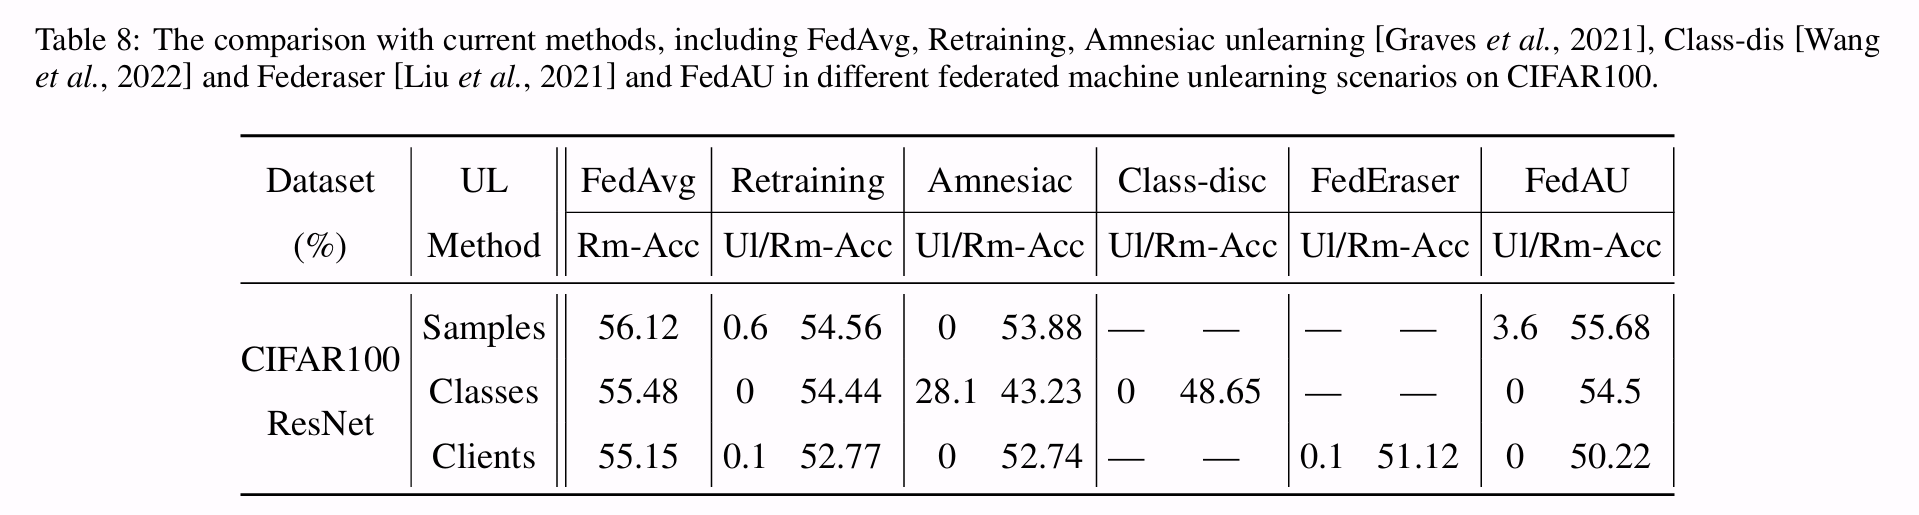 Table 8: The comparison with current methods, including FedAvg, Retraining, Amnesiac unlearning [Graves et al., 2021], Class-dis [Wang
et al., 2022] and Federaser [Liu et al., 2021] and FedAU in different federated machine unlearning scenarios on CIFAR100.
Dataset UL FedAvg Retraining Amnesiac Class-disc FedEraser FedAU
(%) Method Rm-Acc Ul/Rm-Acc Ul/Rm-Acc Ul/Rm-Acc Ul/Rm-Acc Ul/Rm-Acc
Samples 56.12 0.6 54.56 0 53.88 — — — — 3.6 55.68
CIFAR100
Classes 55.48 0 54.44 28.1 43.23 0 48.65 — — 0 54.5
ResNet
Clients 55.15 0.1 52.77 0 52.74 — — 0.1 51.12 0 50.22